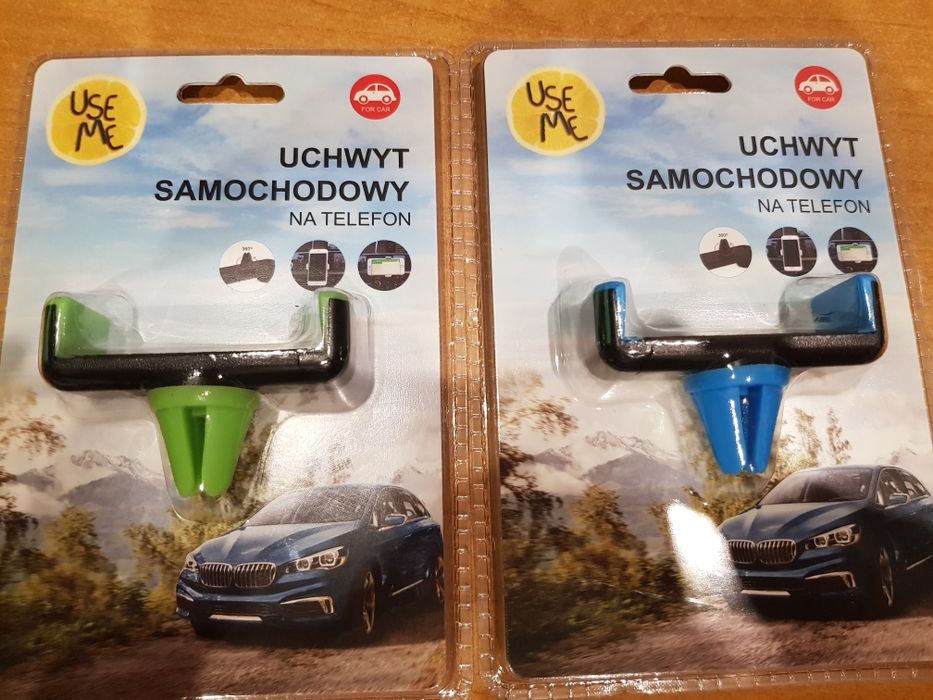 USE
ME
FOR CAR
UCHWYT
SAMOCHODOWY
NA TELEFON
360°
USE
ME
FOR CAR
UCHWYT
SAMOCHODOWY
NA TELEFON
360°